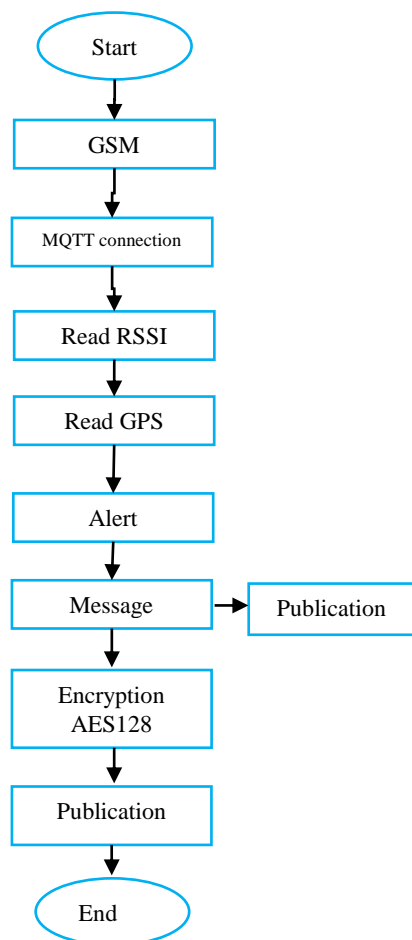 Start
GSM
MQTT connection
Read RSSI
Read GPS
Alert
Message
Publication
Encryption
AES128
Publication
End